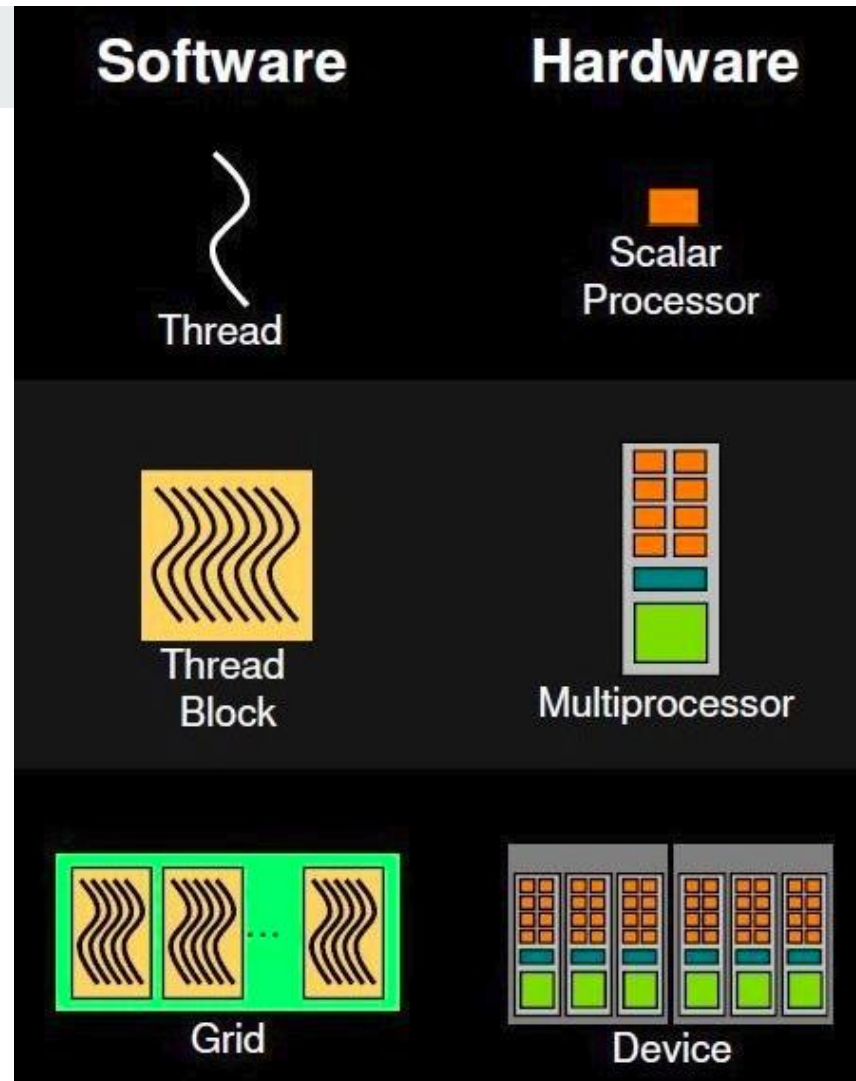 Software
Hardware
Thread
Scalar
Processor
Thread
Block
Multiprocessor
...
Grid
Device